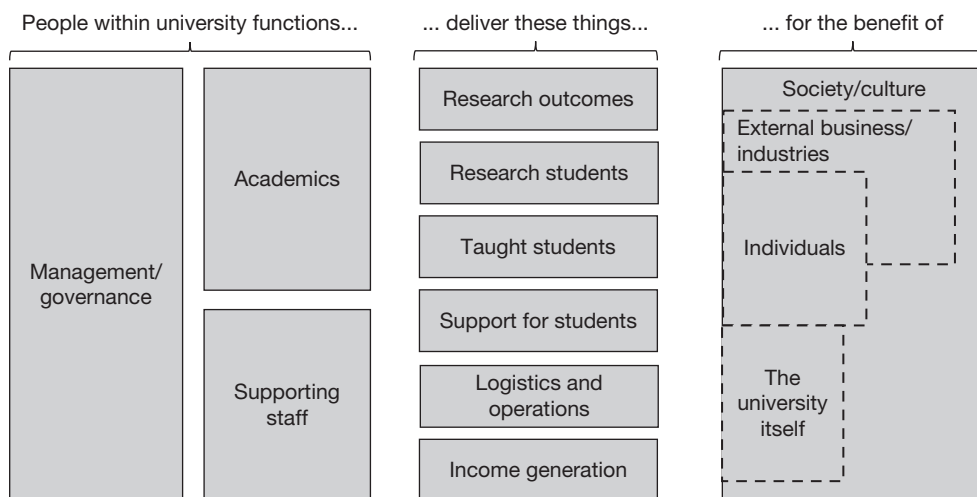 People within university functions...
... deliver these things...
... for the benefit of
Management/
governance
Academics
Supporting
staff
Research outcomes
Research students
Taught students
Support for students
Logistics and
operations
Income generation
Society/culture
External business/
industries
Individuals
The
university
itself